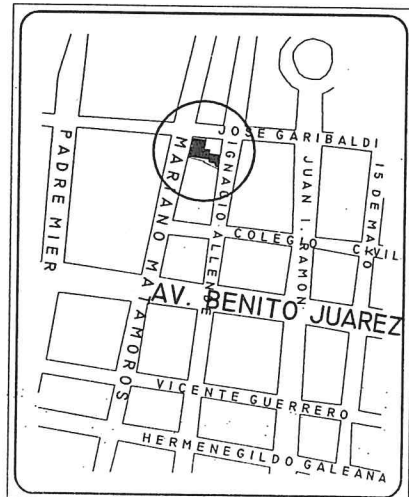 JOSE GARIBALDI
PADRE MIER
MARIANO MATAMOROS
IGNACIO ALLENDE
JUAN I. RAMON
15 DE MAYO
COLEGIO CIVIL
AV. BENITO JUAREZ
VICENTE GUERRERO
HERMENEGILDO GALEANA